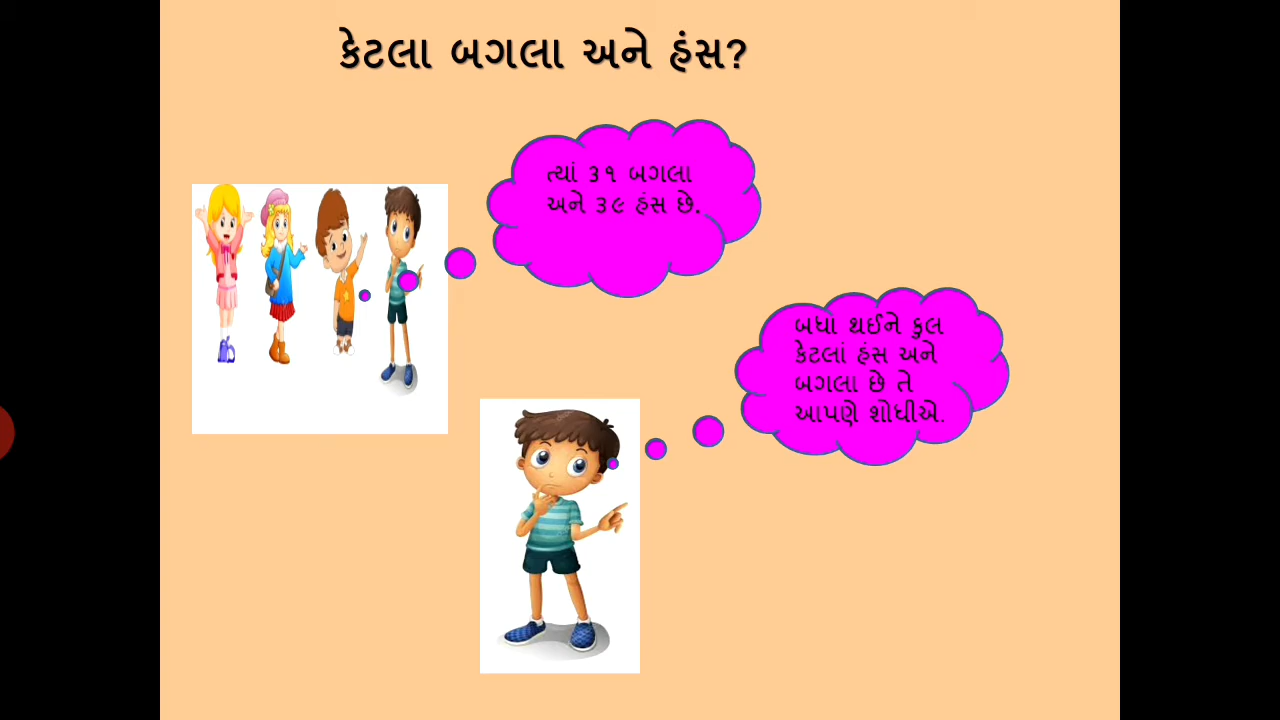 કેટલા બગલા અને હંસ?
ત્યાં ૩૧ બગલા
અને ૩૯ હંસ છે.
બધા થઈને કુલ
કેટલાં હંસ અને
બગલા છે તે
આપણે શોધીએ.